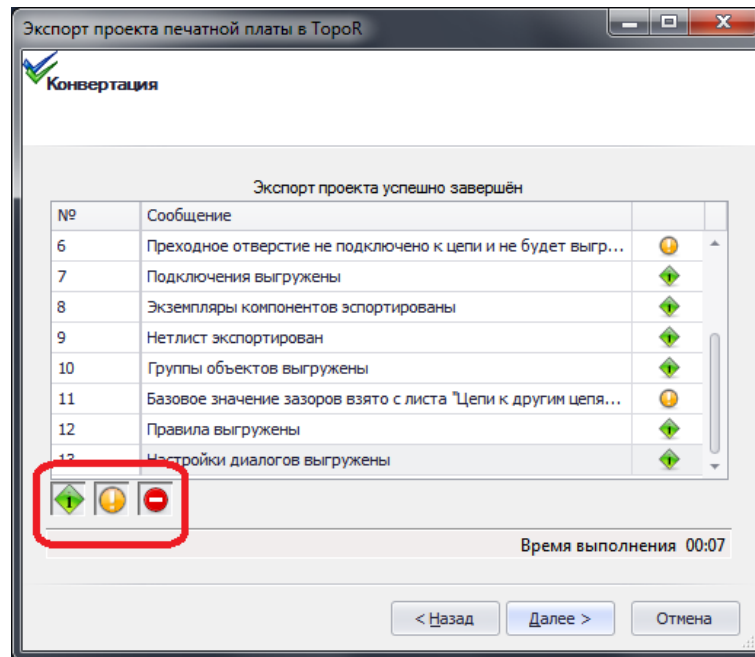 Экспорт проекта печатной платы в TopoR
Конвертация
Экспорт проекта успешно завершён
№ Сообщение
6 Преходное отверстие не подключено к цепи и не будет выгр...
7 Подключения выгружены
8 Экземпляры компонентов эспортированы
9 Нетлист экспортирован
10 Группы объектов выгружены
11 Базовое значение зазоров взято с листа "Цепи к другим цепя...
12 Правила выгружены
13 Настройки диалогов выгружены
Время выполнения 00:07
< Назад Далее > Отмена